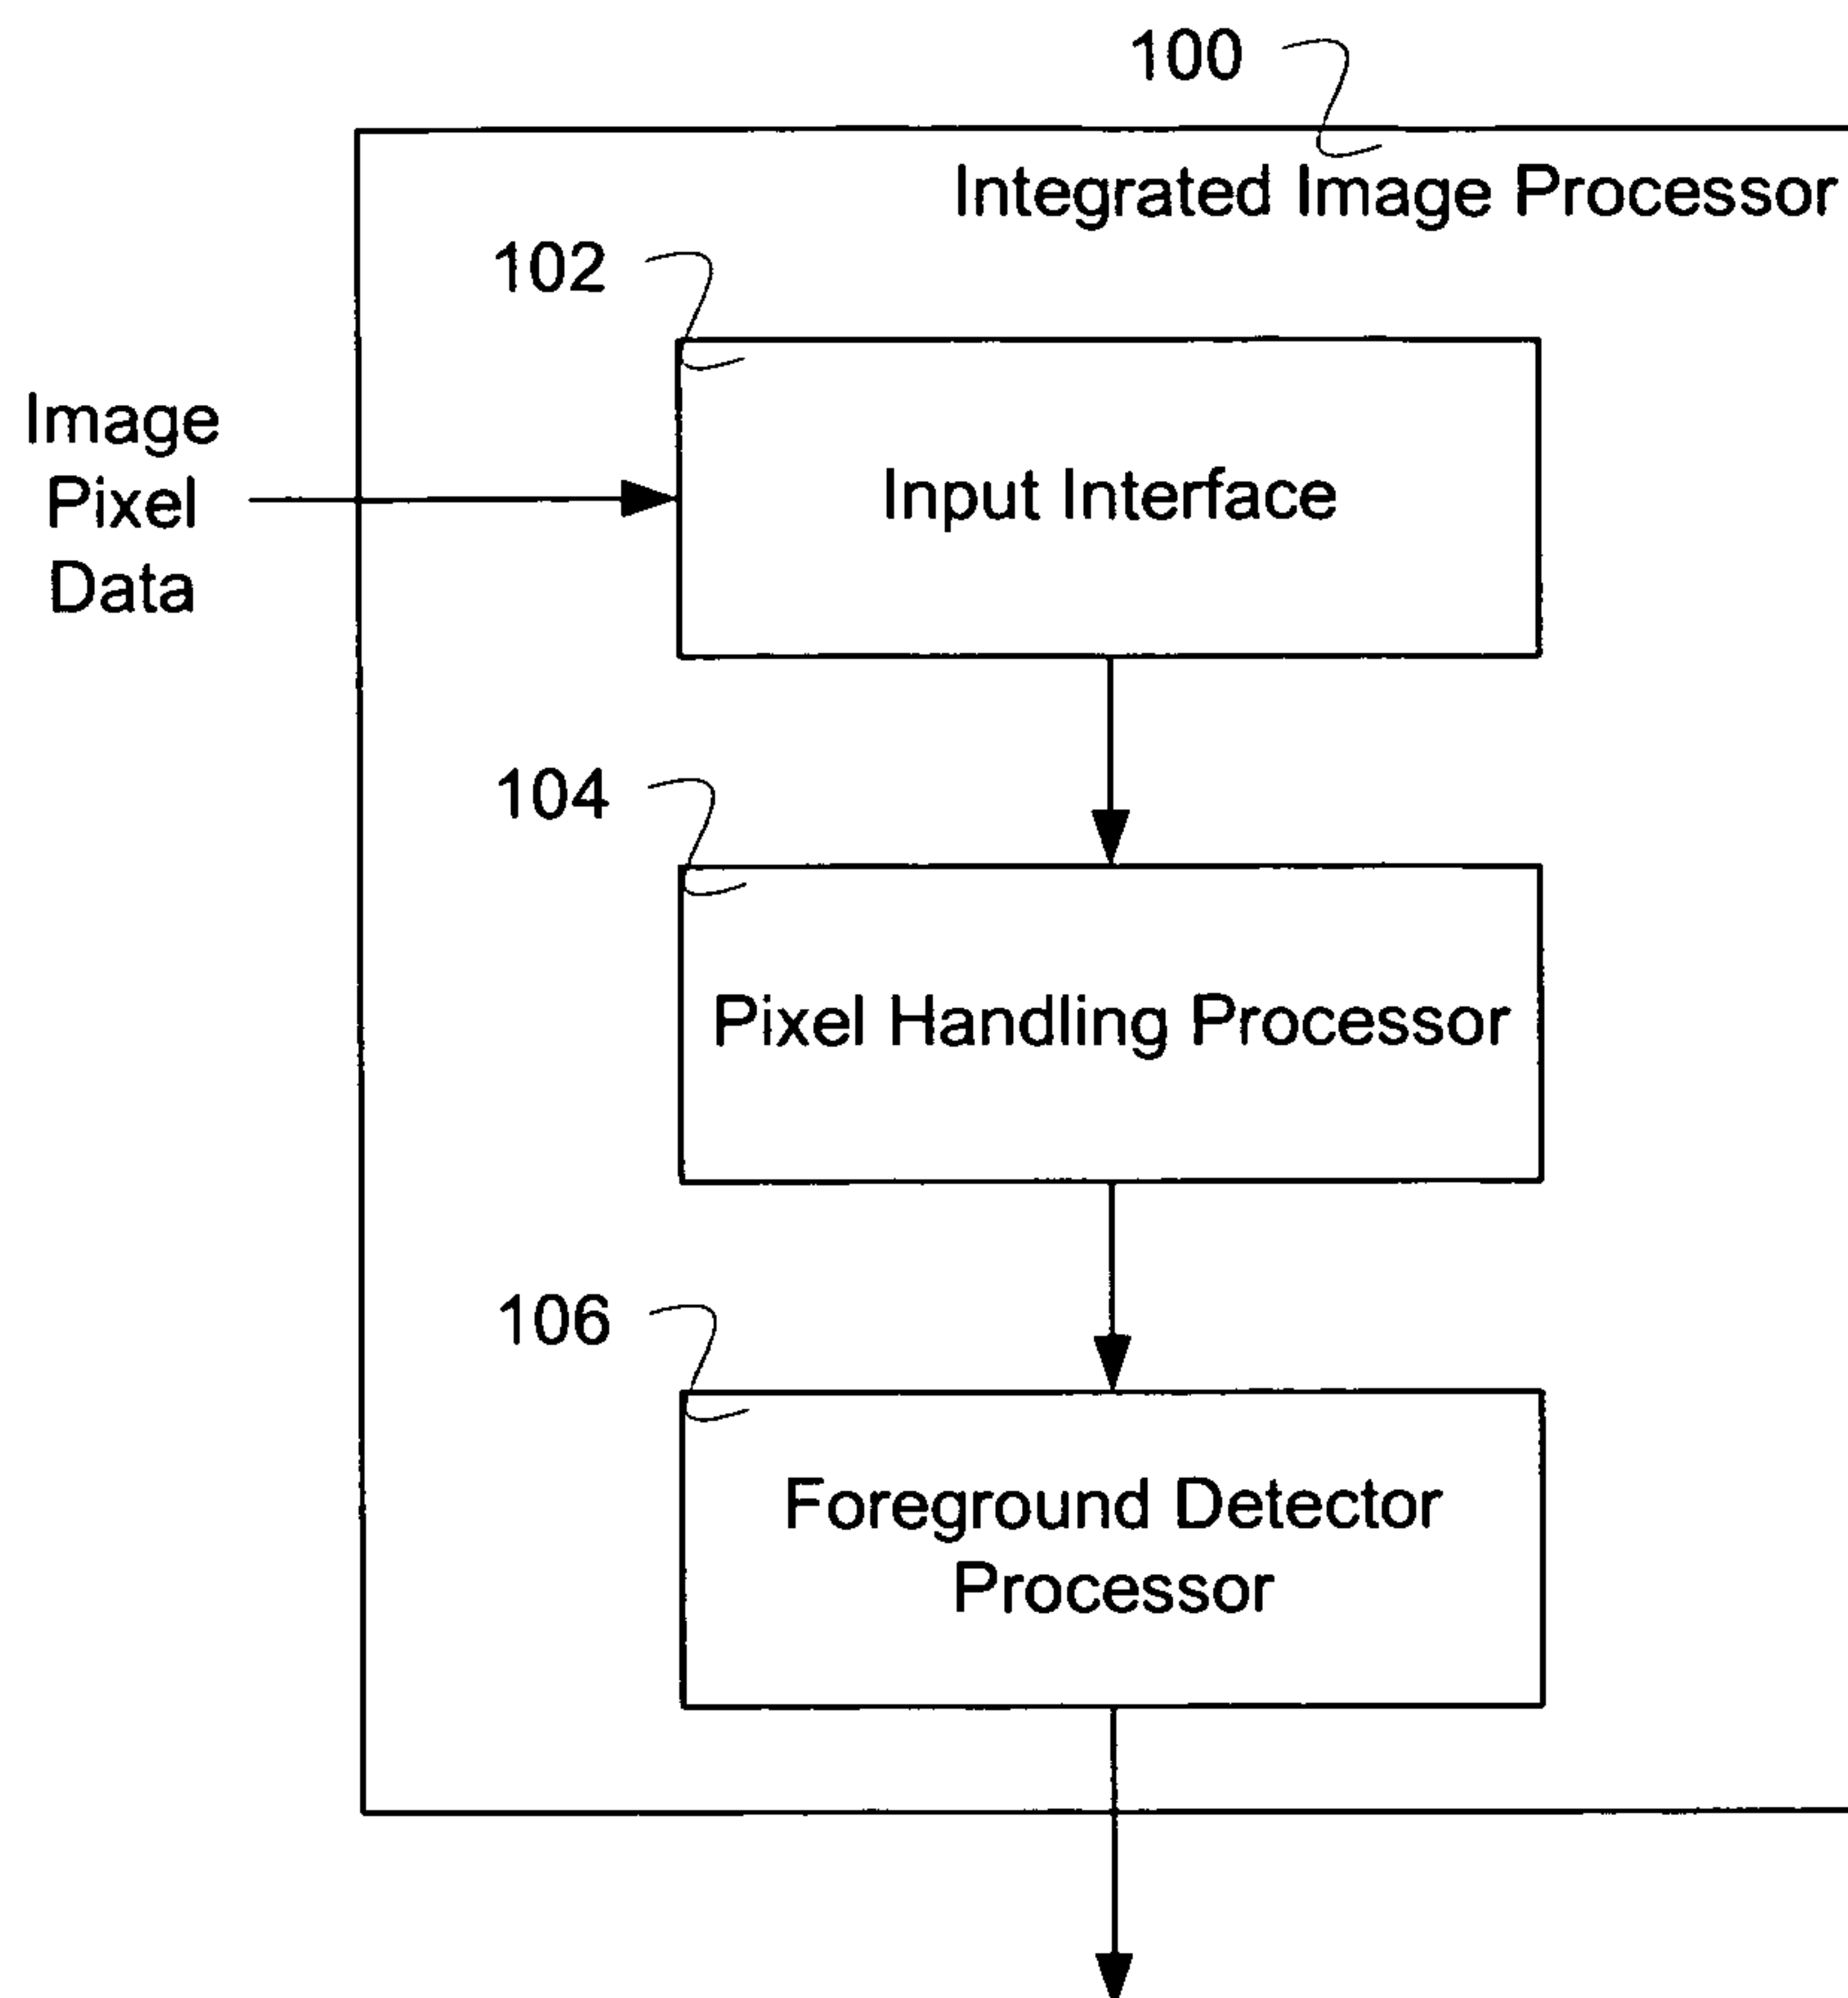 100
Integrated Image Processor
102
Image
Pixel
Data
Input Interface
104
Pixel Handling Processor
106
Foreground Detector
Processor